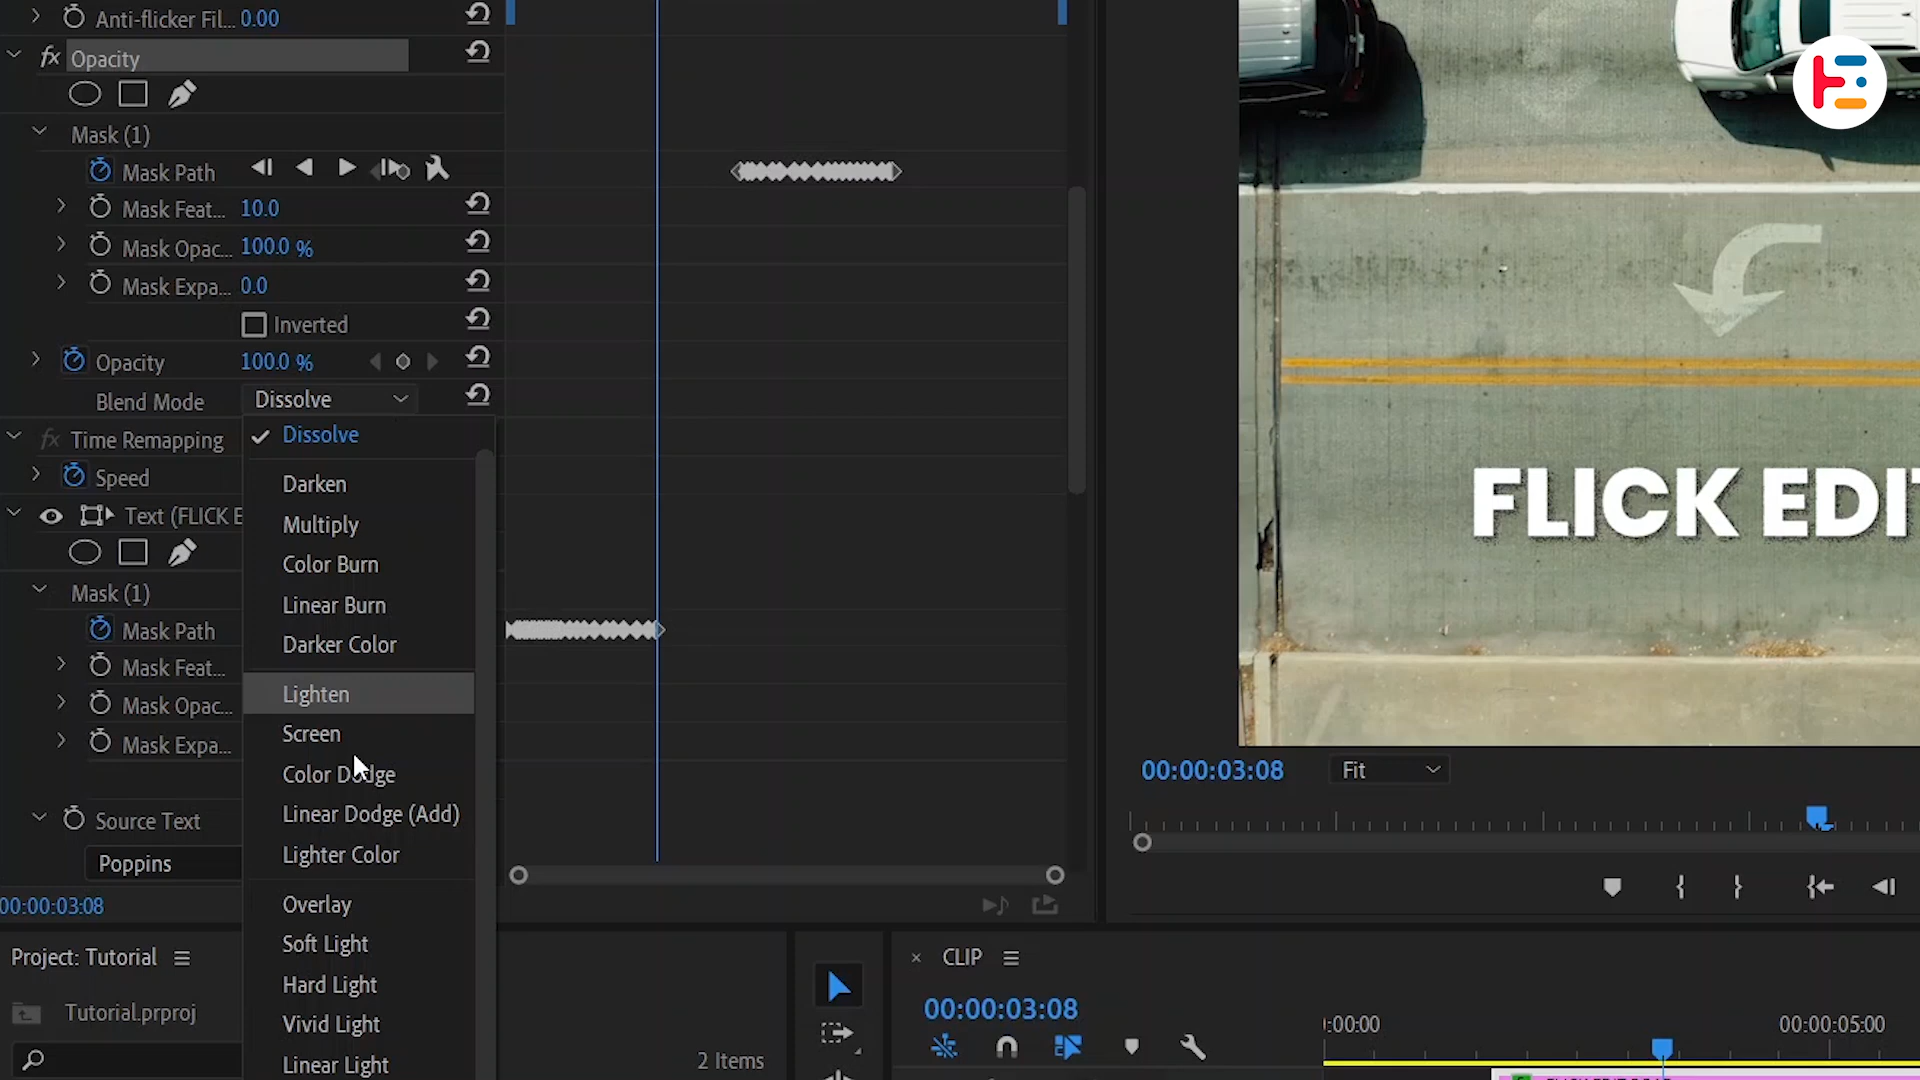 Anti-flicker Fil... 0.00
fx Opacity
Mask (1)
Mask Path
Mask Feat... 10.0
Mask Opac... 100.0 %
Mask Expa... 0.0
Inverted
Opacity 100.0 %
Blend Mode Dissolve
fx Time Remapping
Speed
Text (FLICK E
Mask (1)
Mask Path
Mask Feat...
Mask Opac...
Mask Expa...
Source Text
Poppins
00:00:03:08
Dissolve
Darken
Multiply
Color Burn
Linear Burn
Darker Color
Lighten
Screen
Color Dodge
Linear Dodge (Add)
Lighter Color
Overlay
Soft Light
Hard Light
Vivid Light
Linear Light
FLICK EDIT
00:00:03:08 Fit
Project: Tutorial
Tutorial.prproj
2 Items
× CLIP
00:00:03:08
:00:00 00:00:05:00